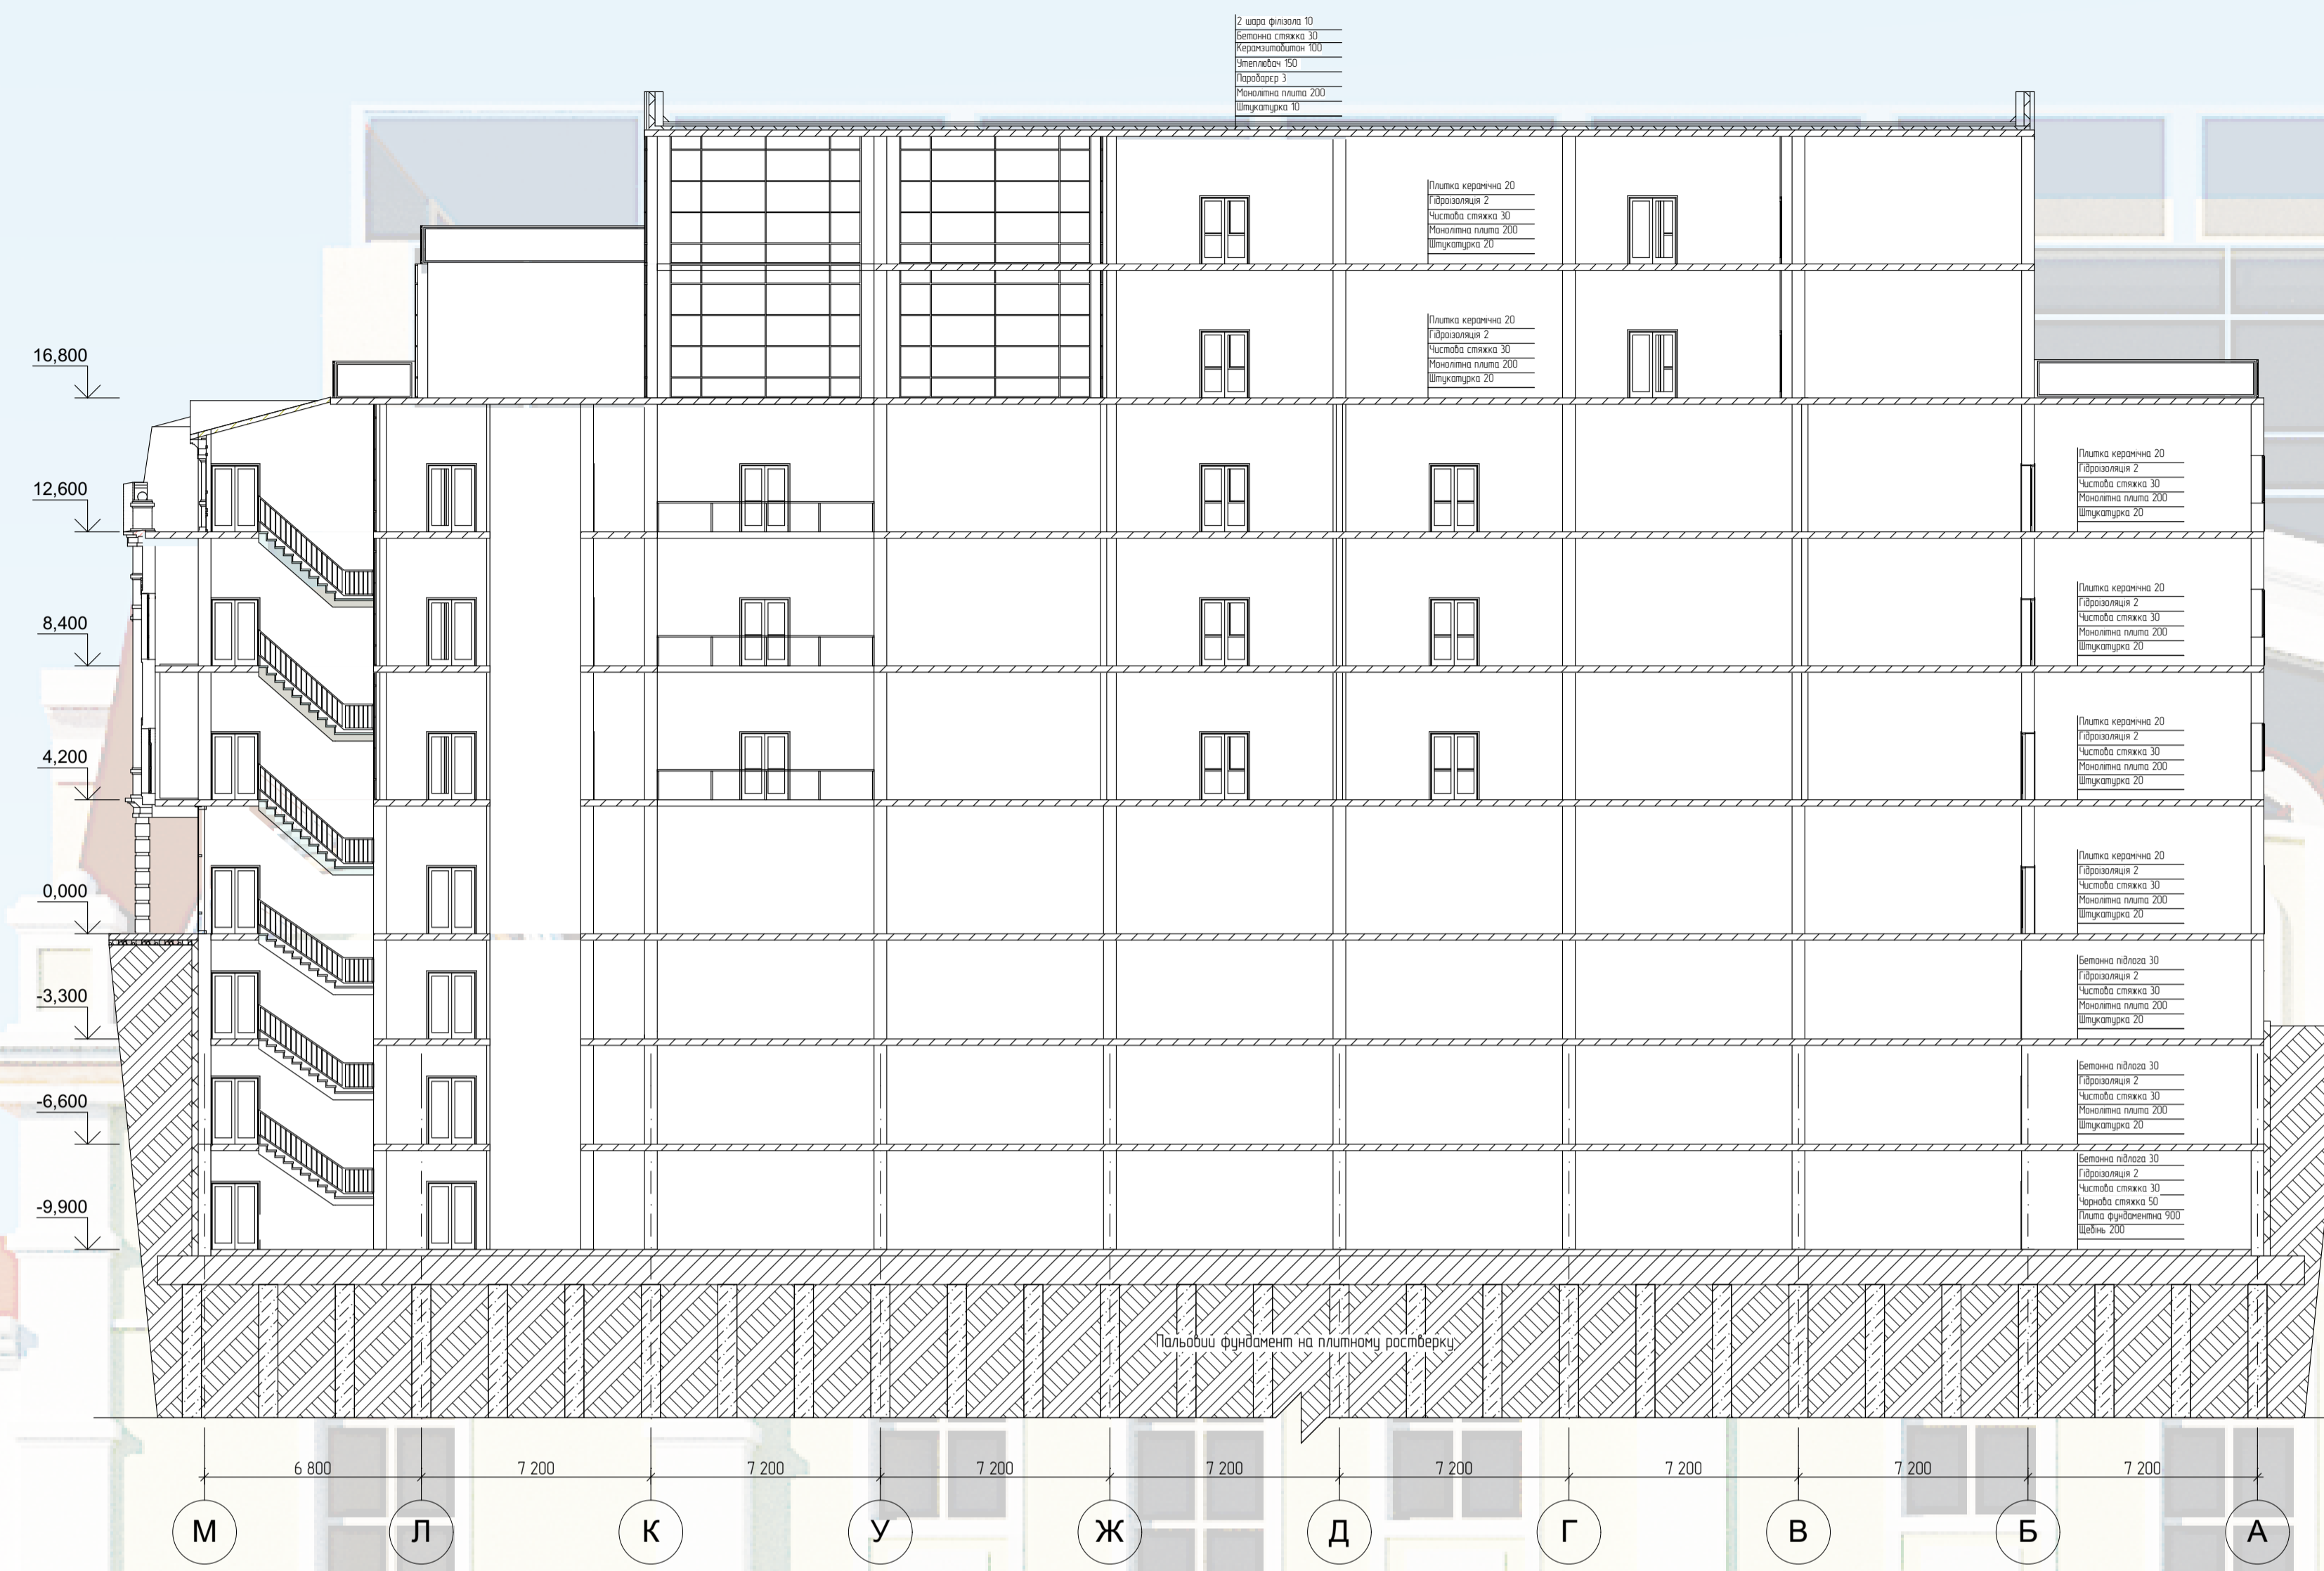 2 шара філізола 10
Бетонна стяжка 30
Керамзитобитон 100
Утеплювач 150
Паробарєр 3
Монолітна плита 200
Штукатурка 10
Плитка керамічна 20
Гідроізоляція 2
Чистова стяжка 30
Монолітна плита 200
Штукатурка 20
Плитка керамічна 20
Гідроізоляція 2
Чистова стяжка 30
Монолітна плита 200
Штукатурка 20
16,800
Плитка керамічна 20
Гідроізоляція 2
Чистова стяжка 30
Монолітна плита 200
Штукатурка 20
12,600
Плитка керамічна 20
Гідроізоляція 2
Чистова стяжка 30
Монолітна плита 200
Штукатурка 20
8,400
Плитка керамічна 20
Гідроізоляція 2
Чистова стяжка 30
Монолітна плита 200
Штукатурка 20
4,200
Плитка керамічна 20
Гідроізоляція 2
Чистова стяжка 30
Монолітна плита 200
Штукатурка 20
0,000
Бетонна підлога 30
Гідроізоляція 2
Чистова стяжка 30
Монолітна плита 200
Штукатурка 20
-3,300
Бетонна підлога 30
Гідроізоляція 2
Чистова стяжка 30
Монолітна плита 200
Штукатурка 20
-6,600
Бетонна підлога 30
Гідроізоляція 2
Чистова стяжка 30
Чорнова стяжка 50
Плита фундаментна 900
Щебінь 200
-9,900
Пальовий фундамент на плитному ростверку
6 800 7 200 7 200 7 200 7 200 7 200 7 200 7 200 7 200
М Л К У Ж Д Г В Б А